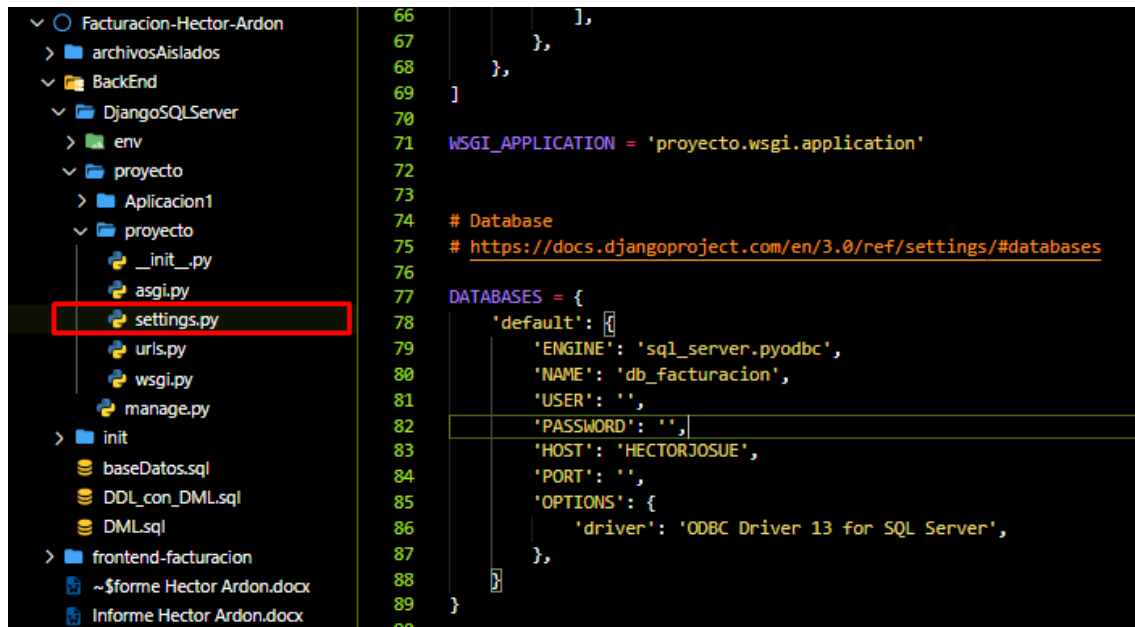 Facturacion-Hector-Ardon
archivosAislados
BackEnd
DjangoSQLServer
env
proyecto
Aplicacion1
proyecto
__init__.py
asgi.py
settings.py
urls.py
wsgi.py
manage.py
init
baseDatos.sql
DDL_con_DML.sql
DML.sql
frontend-facturacion
~$forme Hector Ardon.docx
Informe Hector Ardon.docx
66 ],
67 },
68 },
69 ]
70
71 WSGI_APPLICATION = 'proyecto.wsgi.application'
72
73
74 # Database
75 # https://docs.djangoproject.com/en/3.0/ref/settings/#databases
76
77 DATABASES = {
78 'default': {
79 'ENGINE': 'sql_server.pyodbc',
80 'NAME': 'db_facturacion',
81 'USER': '',
82 'PASSWORD': '',
83 'HOST': 'HECTORJOSUE',
84 'PORT': '',
85 'OPTIONS': {
86 'driver': 'ODBC Driver 13 for SQL Server',
87 },
88 }
89 }